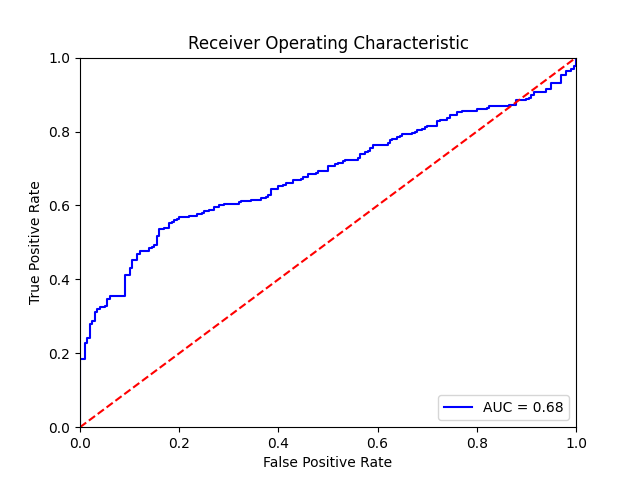 Receiver Operating Characteristic
1.0
0.8
0.6
0.4
0.2
0.0
True Positive Rate
AUC = 0.68
0.0 0.2 0.4 0.6 0.8 1.0
False Positive Rate